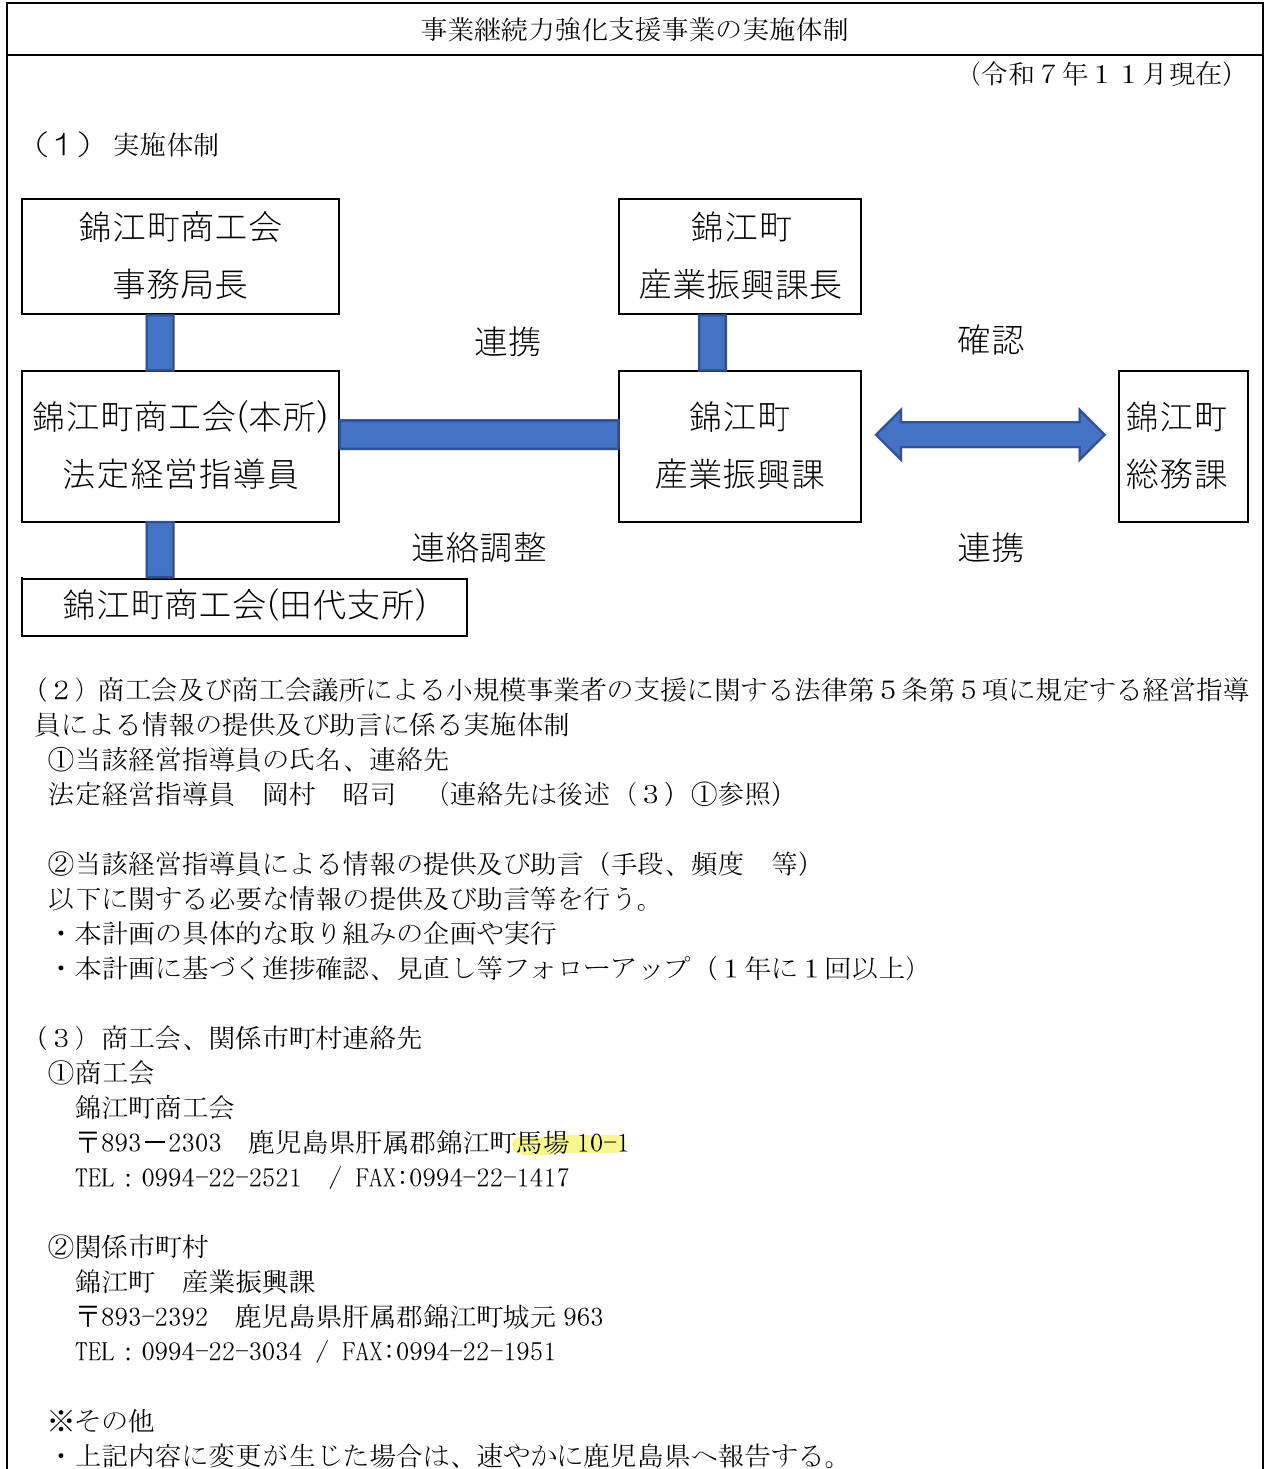 事業継続力強化支援事業の実施体制
（令和７年１１月現在）
（1） 実施体制
錦江町商工会
事務局長
錦江町
産業振興課長
連携
確認
錦江町商工会(本所)
法定経営指導員
錦江町
産業振興課
錦江町
総務課
連絡調整
連携
錦江町商工会(田代支所)
（２）商工会及び商工会議所による小規模事業者の支援に関する法律第５条第５項に規定する経営指導
員による情報の提供及び助言に係る実施体制
①当該経営指導員の氏名、連絡先
法定経営指導員　岡村　昭司　（連絡先は後述（３）①参照）
②当該経営指導員による情報の提供及び助言（手段、頻度　等）
以下に関する必要な情報の提供及び助言等を行う。
・本計画の具体的な取り組みの企画や実行
・本計画に基づく進捗確認、見直し等フォローアップ（１年に１回以上）
（３）商工会、関係市町村連絡先
①商工会
錦江町商工会
〒893－2303　鹿児島県肝属郡錦江町馬場 10-1
TEL：0994-22-2521　/ FAX:0994-22-1417
②関係市町村
錦江町　産業振興課
〒893-2392　鹿児島県肝属郡錦江町城元 963
TEL：0994-22-3034 / FAX:0994-22-1951
※その他
・上記内容に変更が生じた場合は、速やかに鹿児島県へ報告する。